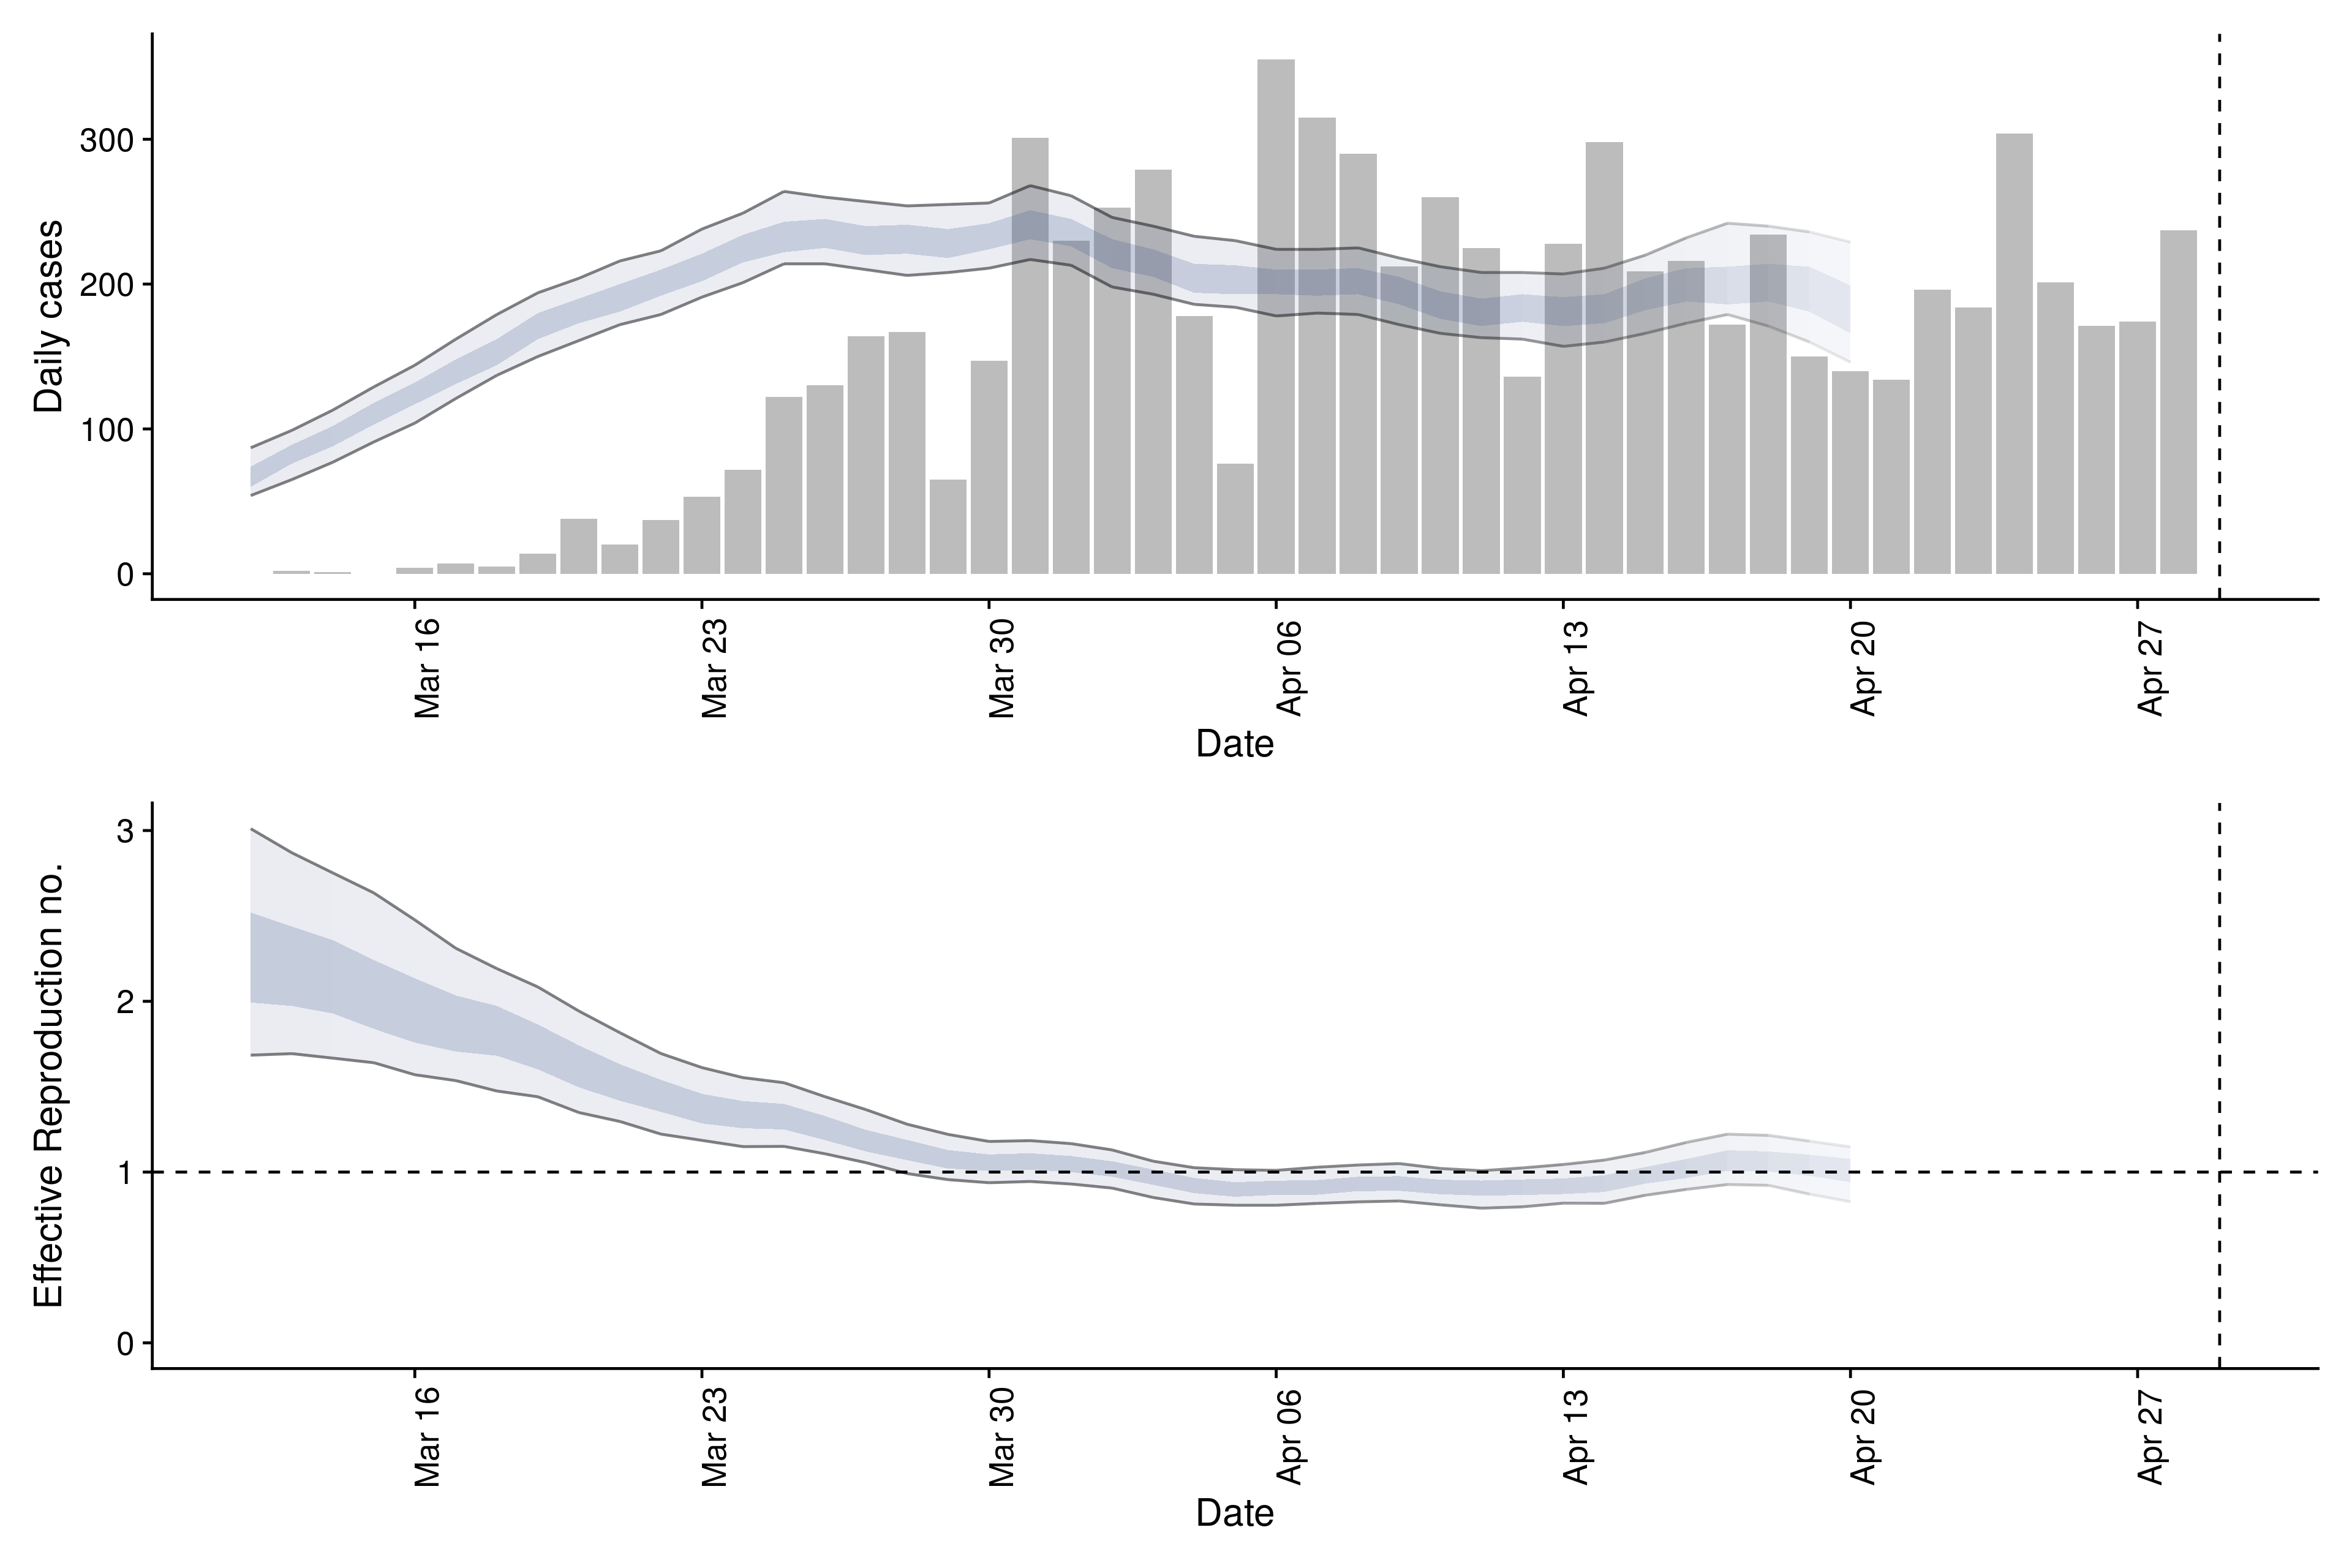 Daily cases
300
200
100
0
Mar 16
Mar 23
Mar 30
Apr 06
Apr 13
Apr 20
Apr 27
Date
Effective Reproduction no.
3
2
1
0
Mar 16
Mar 23
Mar 30
Apr 06
Apr 13
Apr 20
Apr 27
Date